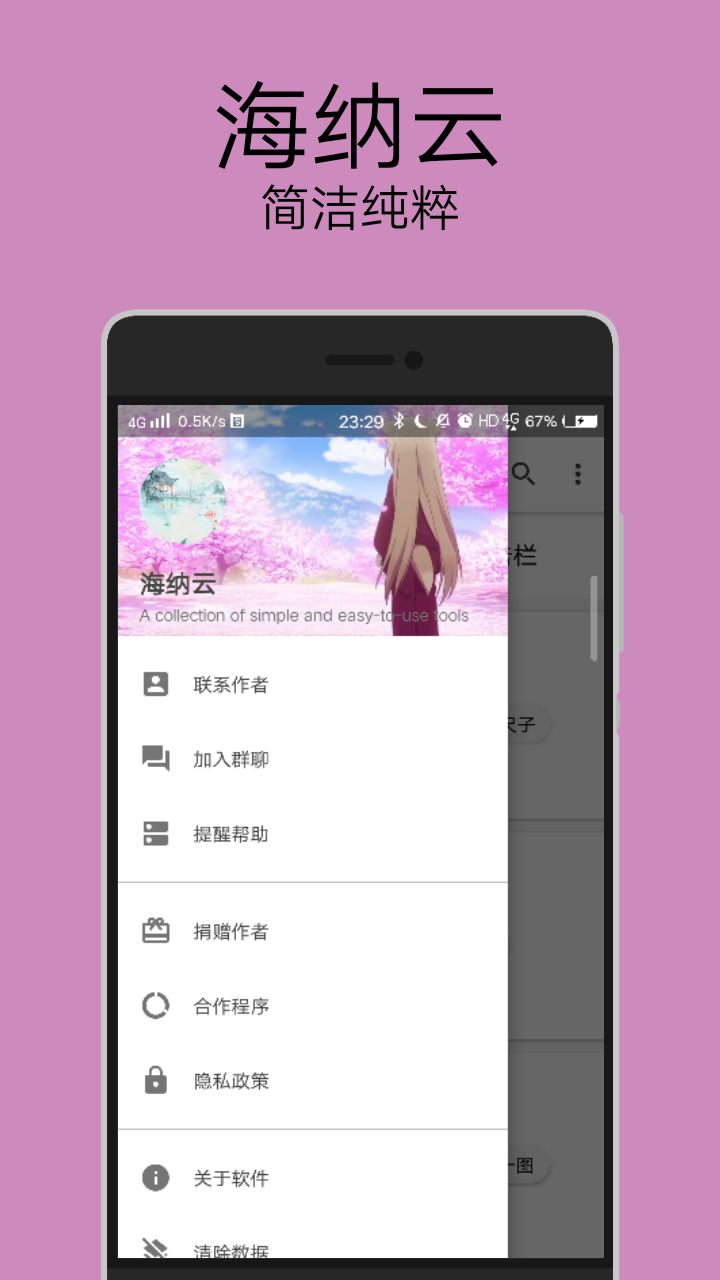 海纳云
简洁纯粹
4G 0.5K/s 23:29 HD 4G 67%
栏
海纳云
A collection of simple and easy-to-use tools
联系作者
尺子
加入群聊
提醒帮助
捐赠作者
合作程序
隐私政策
一图
关于软件
清除数据